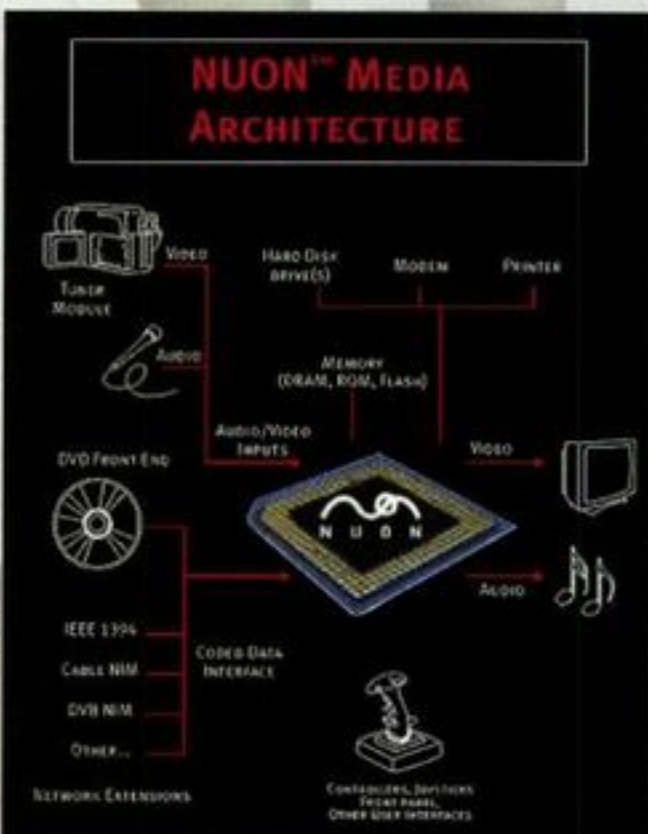 NUON™ MEDIA
ARCHITECTURE
VIDEO
TUNER
MODULE
HARD DISK
DRIVE(S)
MODEM
PRINTER
AUDIO
MEMORY
(DRAM, ROM, FLASH)
AUDIO/VIDEO
INPUTS
VIDEO
DVD FRONT END
NUON
AUDIO
IEEE 1394
CABLE NIM
DVB NIM
OTHER...
CODED DATA
INTERFACE
NETWORK EXTENSIONS
CONTROLLERS, JOYSTICKS
FRONT PANEL,
OTHER USER INTERFACES